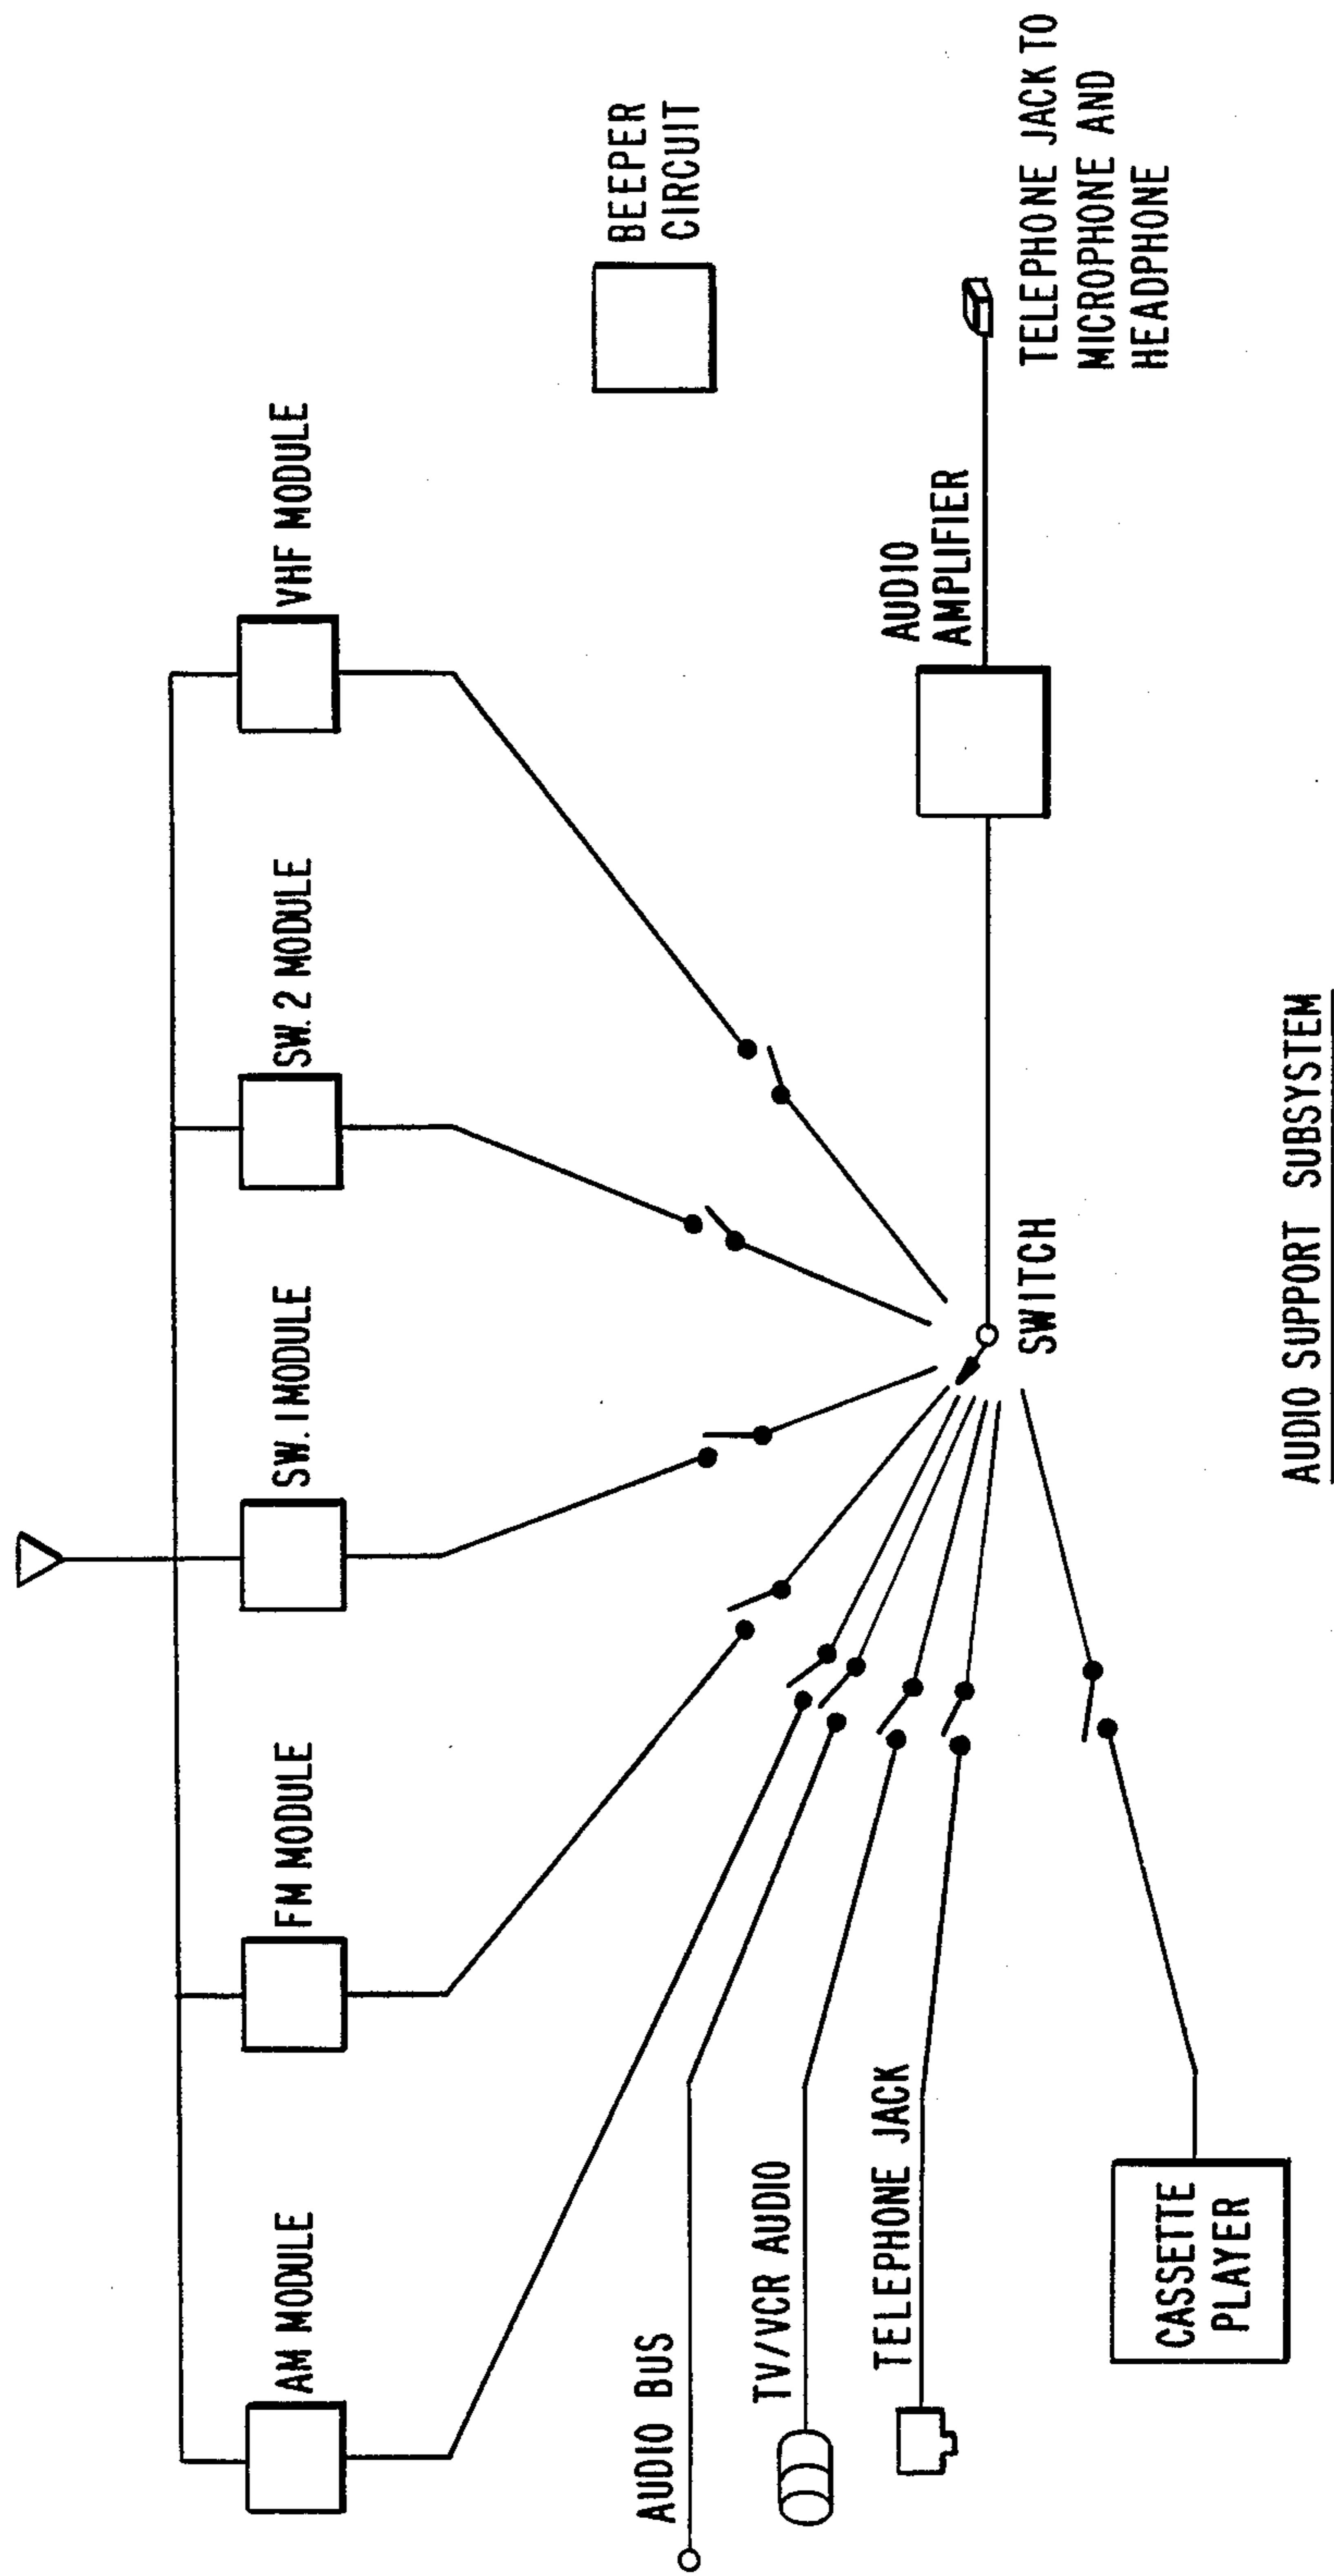 AM MODULE
FM MODULE
SW. 1 MODULE
SW. 2 MODULE
VHF MODULE
BEEPER
CIRCUIT
AUDIO BUS
TV/VCR AUDIO
TELEPHONE JACK
CASSETTE
PLAYER
SWITCH
AUDIO
AMPLIFIER
TELEPHONE JACK TO
MICROPHONE AND
HEADPHONE
AUDIO SUPPORT SUBSYSTEM